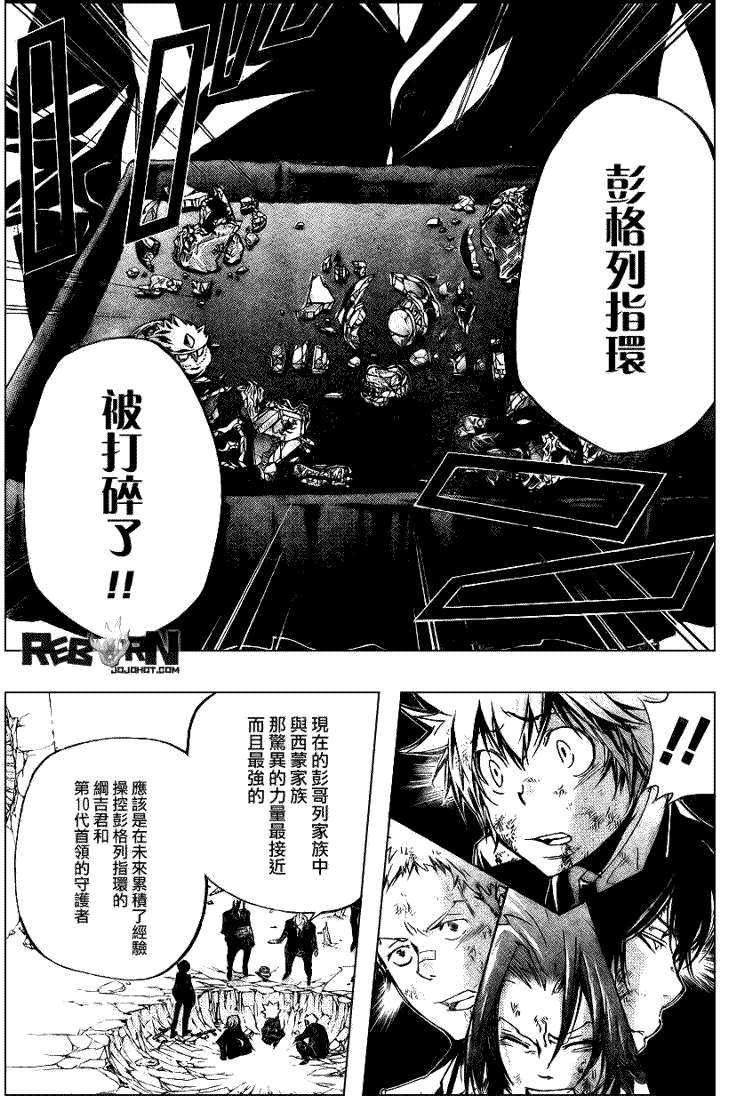 彭格列指環
被打碎了!!
REBORN
JOJOHOT.COM
!!
現在的彭哥列家族中
與西蒙家族
那驚異的力量最接近
而且最強的
應該是在未來累積了經驗
操控彭格列指環的
綱吉君和
第10代首領的守護者